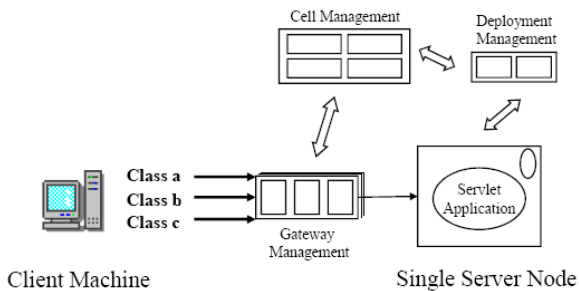 Cell Management
Deployment
Management
Class a
Class b
Class c
Servlet
Application
Gateway
Management
Client Machine
Single Server Node